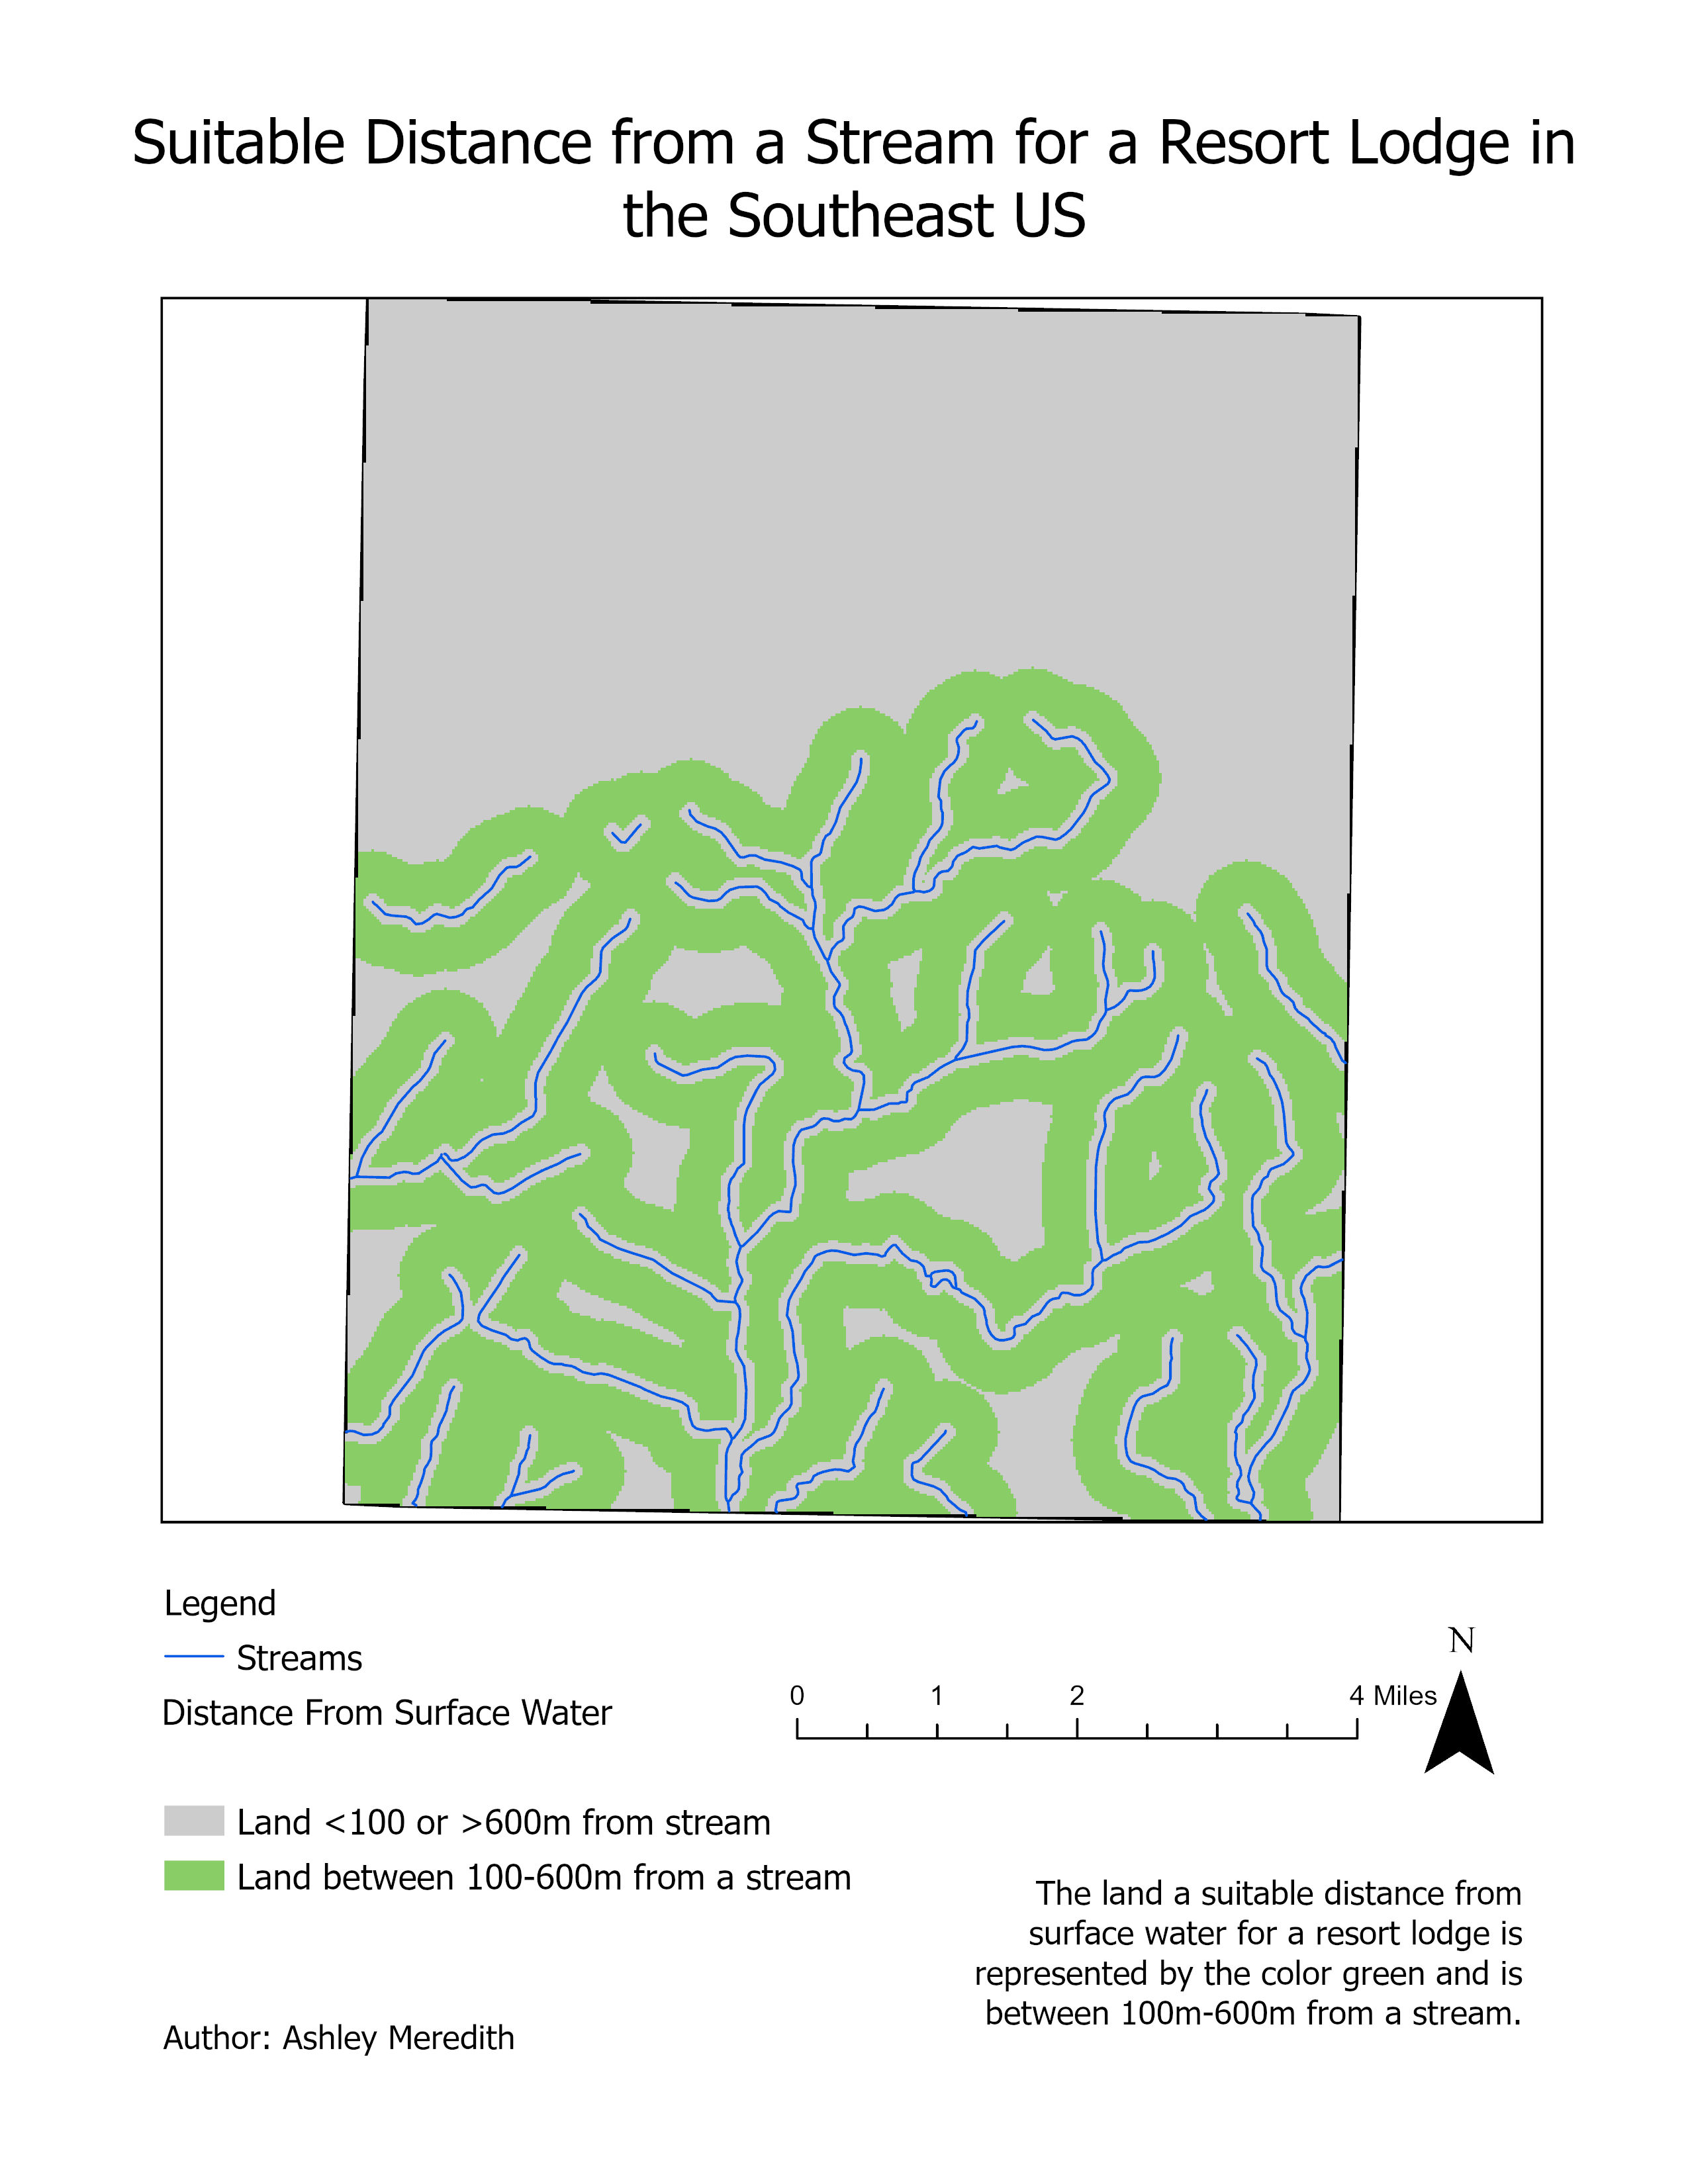 Suitable Distance from a Stream for a Resort Lodge in
the Southeast US
Legend
Streams
Distance From Surface Water
Land <100 or >600m from stream
Land between 100-600m from a stream
0 1 2 4 Miles
N
The land a suitable distance from
surface water for a resort lodge is
represented by the color green and is
between 100m-600m from a stream.
Author: Ashley Meredith